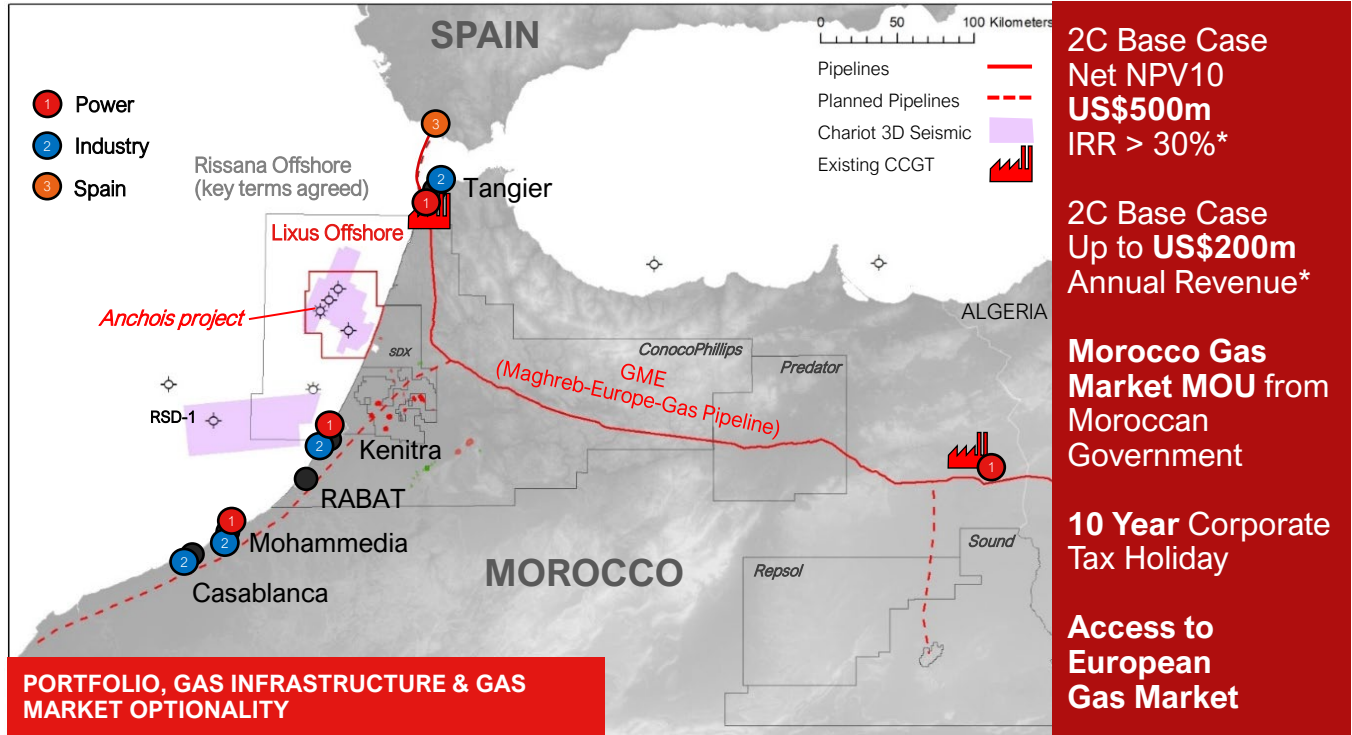 SPAIN
0 50 100 Kilometers
Pipelines
Planned Pipelines
Chariot 3D Seismic
Existing CCGT
1 Power
2 Industry
3 Spain
3
Rissana Offshore
(key terms agreed)
2
Tangier
1
Lixus Offshore
Anchois project
ALGERIA
SDX
ConocoPhillips
Predator
GME
(Maghreb-Europe-Gas Pipeline)
RSD-1
1
2
Kenitra
1
RABAT
1
2
Mohammedia
2
Casablanca
MOROCCO
Sound
Repsol
PORTFOLIO, GAS INFRASTRUCTURE & GAS
MARKET OPTIONALITY
2C Base Case
Net NPV10
US$500m
IRR > 30%*
2C Base Case
Up to US$200m
Annual Revenue*
Morocco Gas
Market MOU from
Moroccan
Government
10 Year Corporate
Tax Holiday
Access to
European
Gas Market